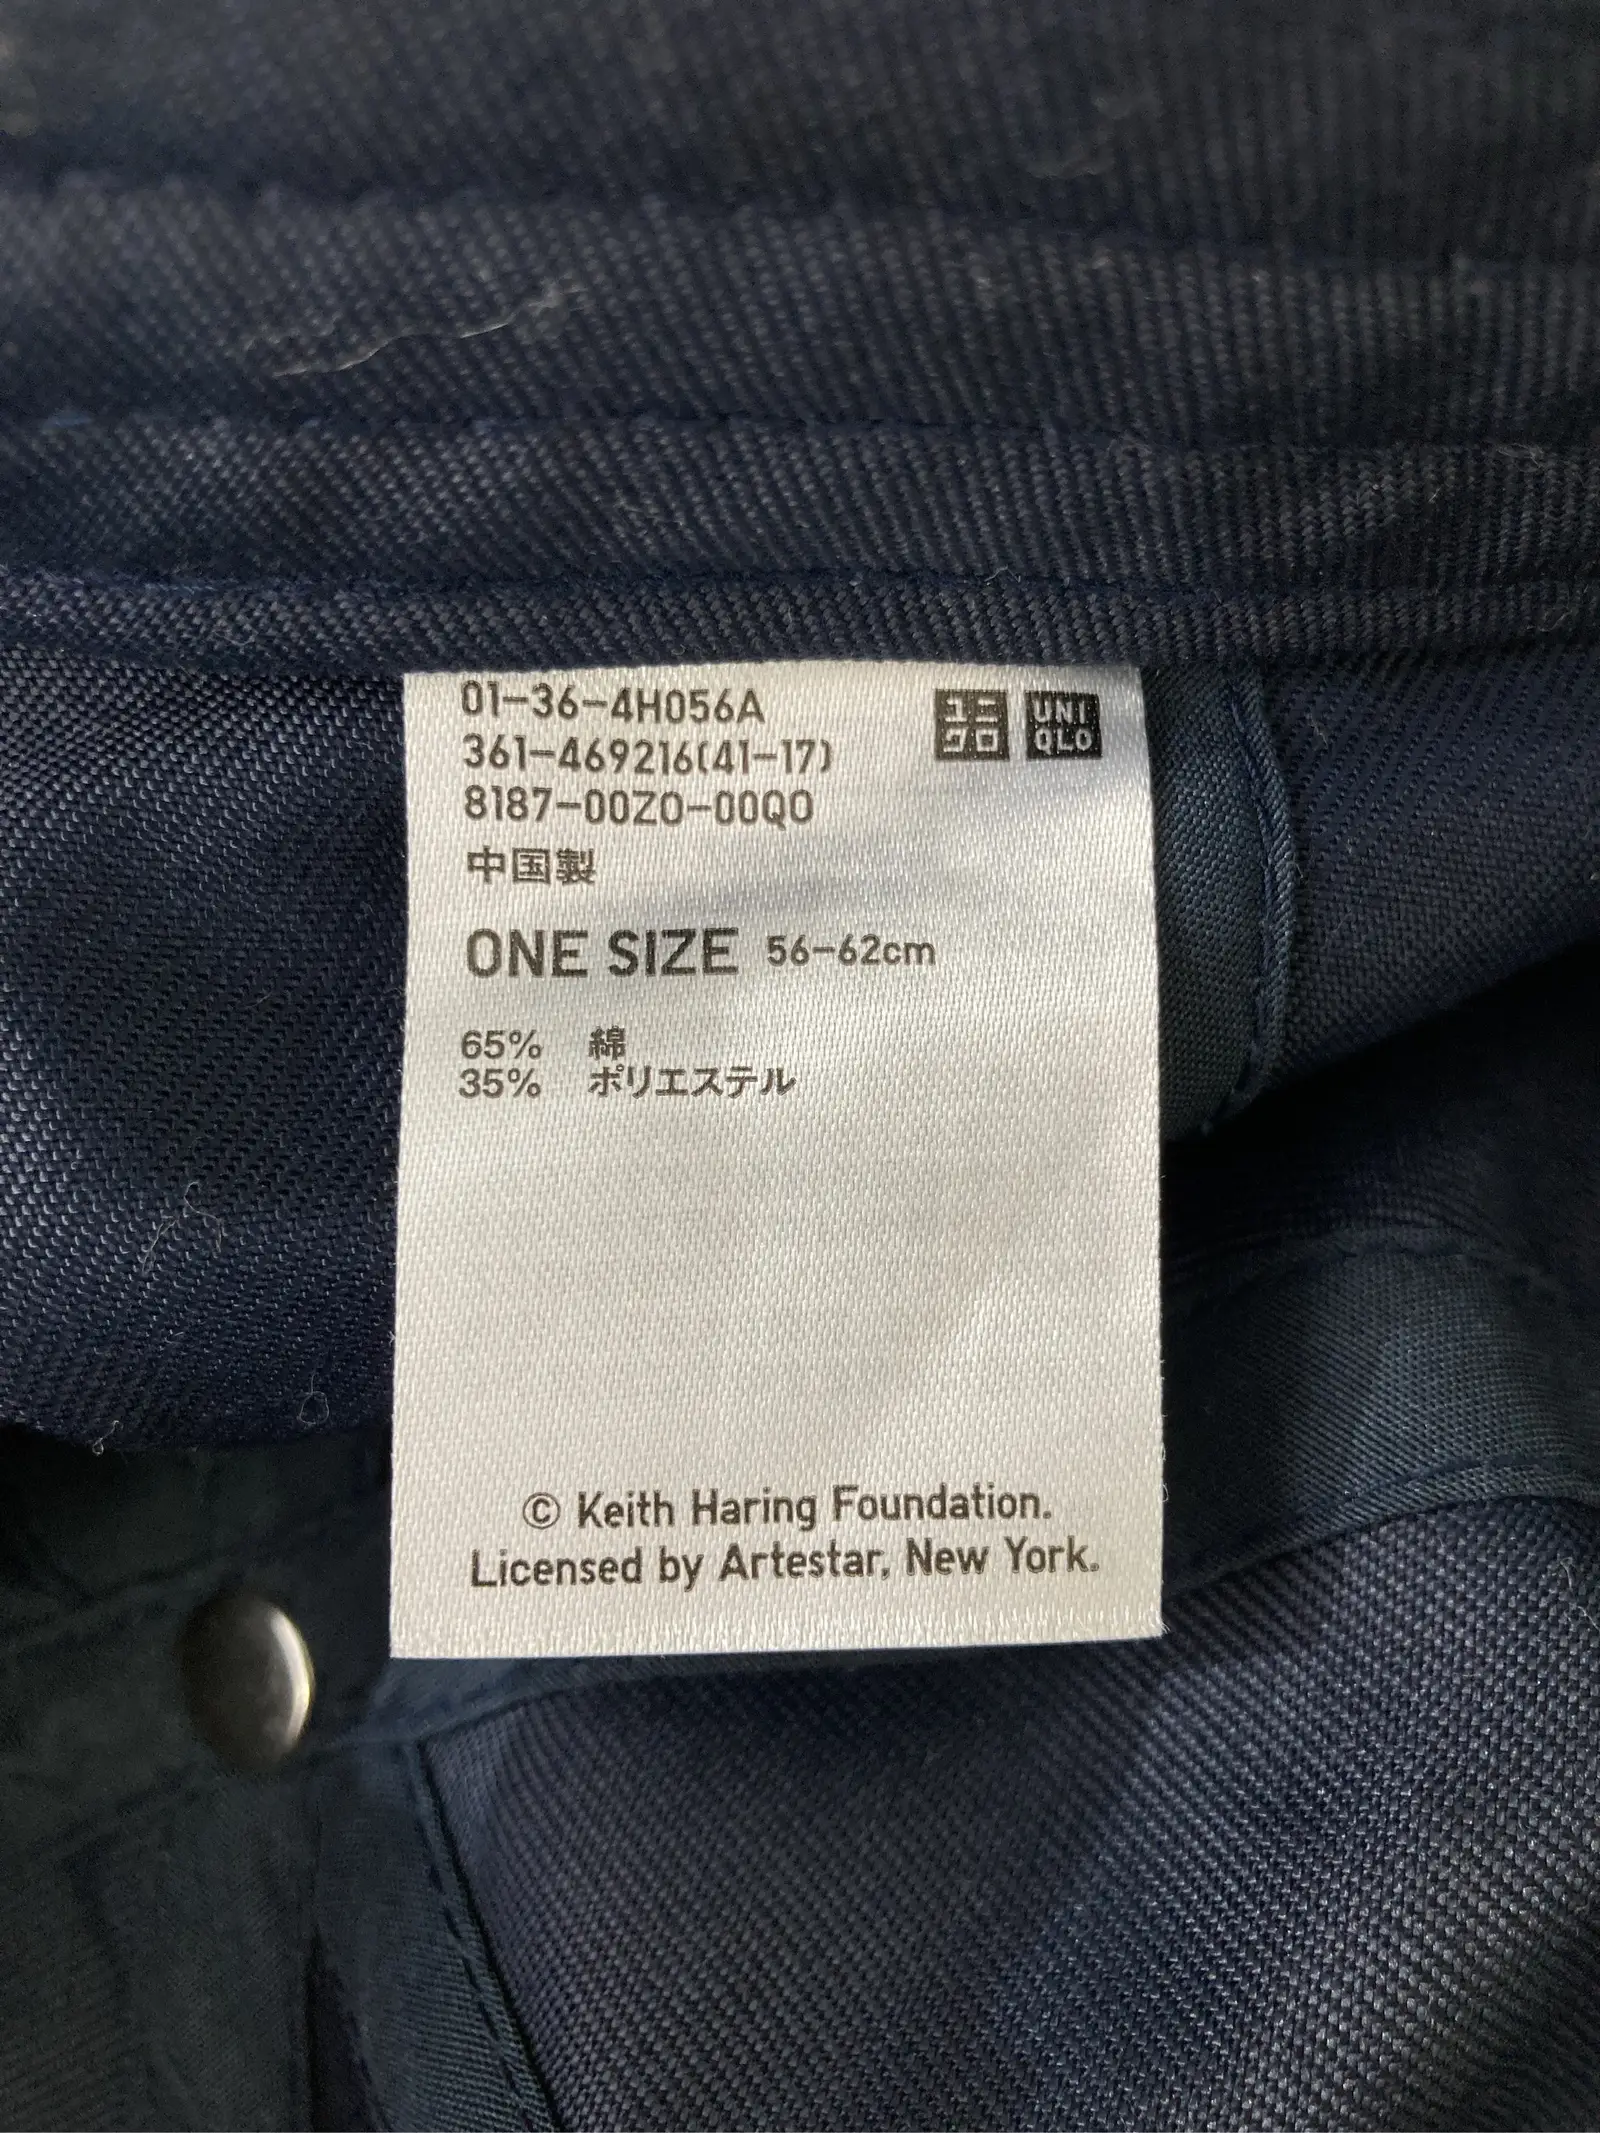 01-36-4H056A
361-469216(41-17)
8187-00Z0-00Q0
ユニ
クロ
UNI
QLO
中国製
ONE SIZE 56-62cm
65% 綿
35% ポリエステル
© Keith Haring Foundation.
Licensed by Artestar, New York.